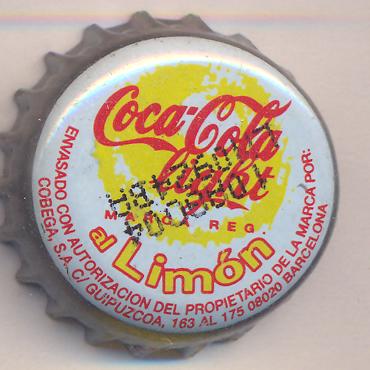 Coca-Cola
light
MARCA REG.
al Limón
ENVASADO CON AUTORIZACION DEL PROPIETARIO DE LA MARCA POR:
COBEGA, S.A. C/ GUIPUZCOA, 163 AL 175 08020 BARCELONA